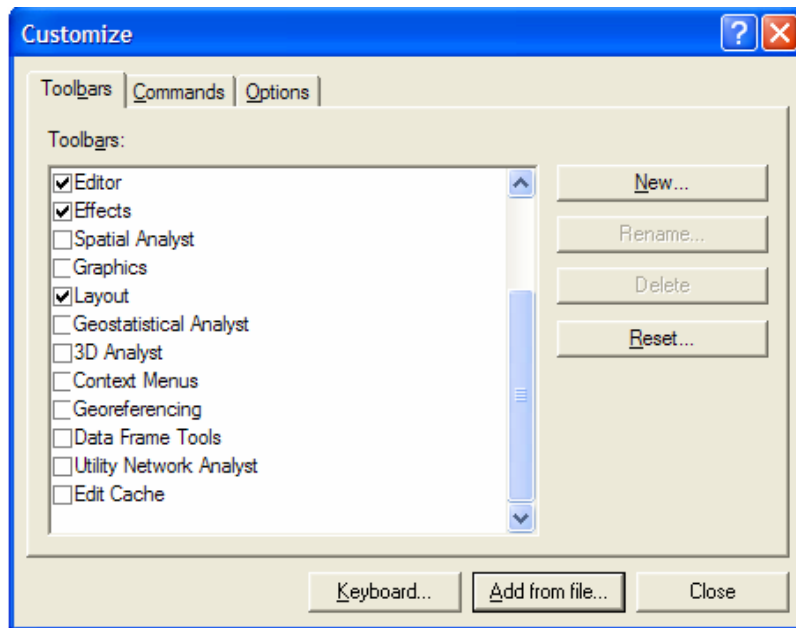 Customize
Toolbars Commands Options
Toolbars:
Editor
Effects
Spatial Analyst
Graphics
Layout
Geostatistical Analyst
3D Analyst
Context Menus
Georeferencing
Data Frame Tools
Utility Network Analyst
Edit Cache
New...
Rename...
Delete
Reset...
Keyboard... Add from file... Close